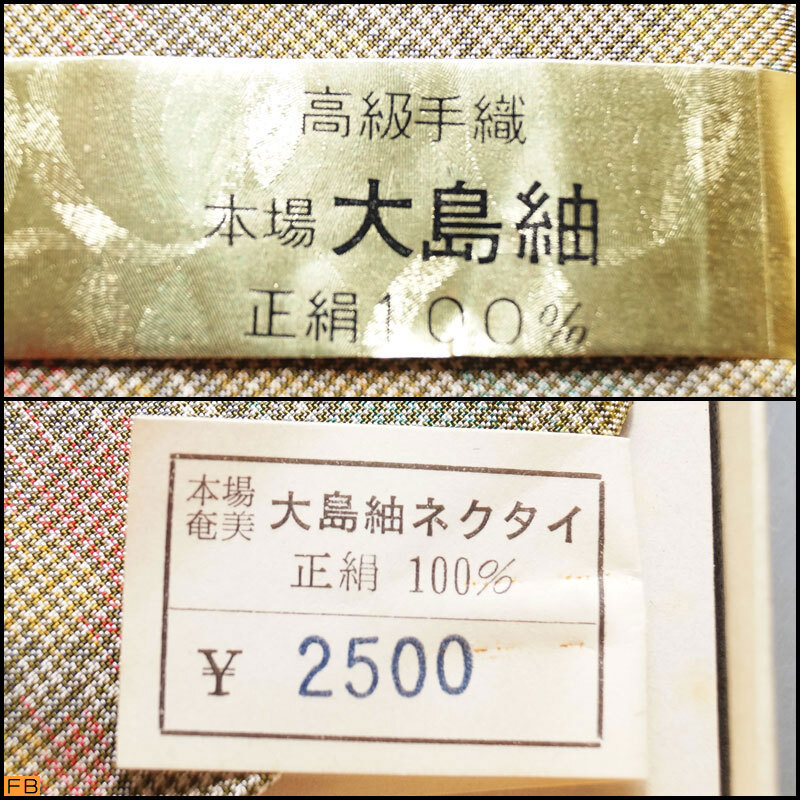 高級手織
本場 大島紬
正絹100%
本場
奄美 大島紬ネクタイ
正絹 100%
¥ 2500
FB